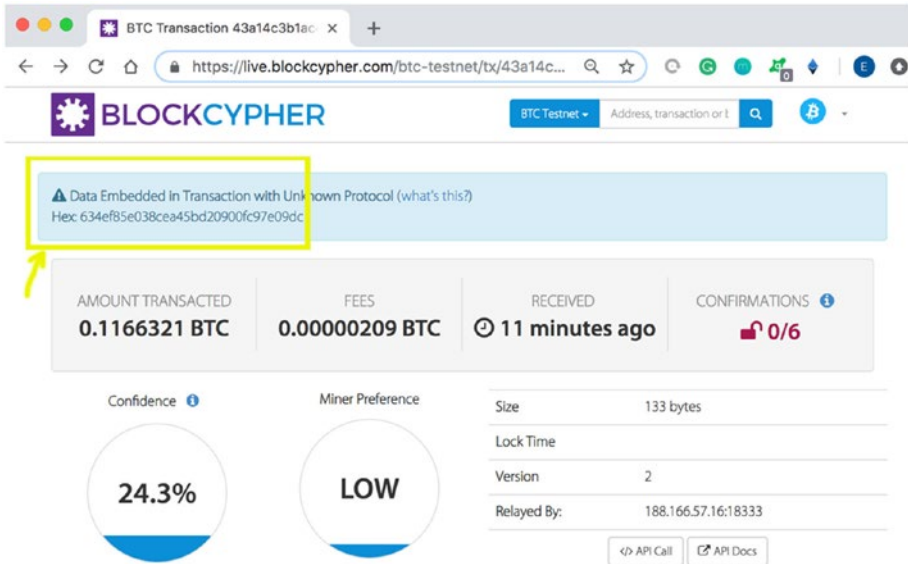 BTC Transaction 43a14c3b1ac
https://live.blockcypher.com/btc-testnet/tx/43a14c...
0
E
BLOCKCYPHER
BTC Testnet
Address, transaction or b
Data Embedded in Transaction with Unknown Protocol (what's this?)
Hex: 634ef85e038cea45bd20900fc97e09dc
AMOUNT TRANSACTED
0.1166321 BTC
FEES
0.00000209 BTC
RECEIVED
11 minutes ago
CONFIRMATIONS
0/6
Confidence
24.3%
Miner Preference
LOW
Size 133 bytes
Lock Time
Version 2
Relayed By: 188.166.57.16:18333
</> API Call
API Docs